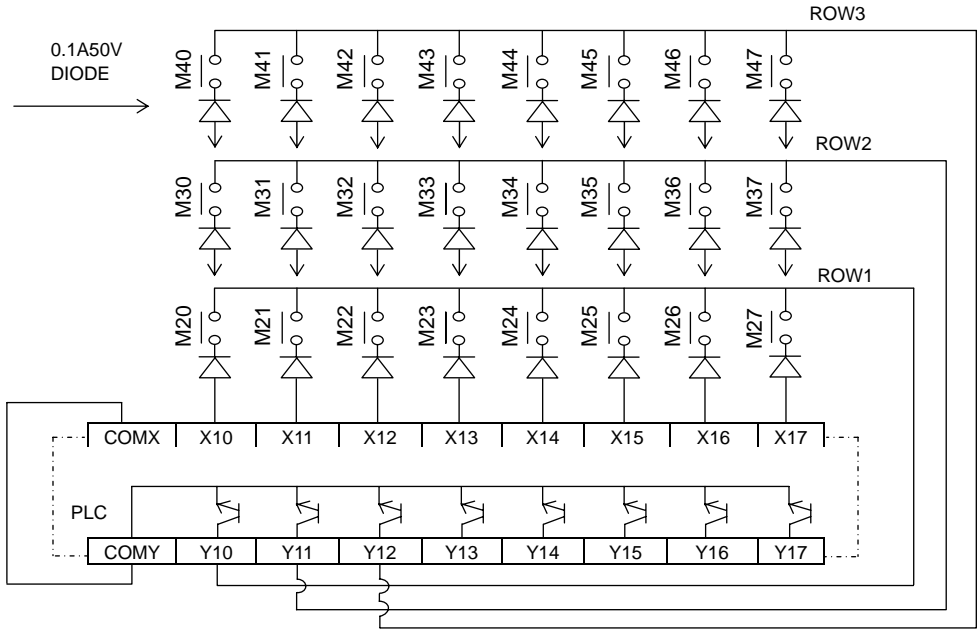 ROW3
0.1A50V
DIODE
M40 M41 M42 M43 M44 M45 M46 M47
ROW2
M30 M31 M32 M33 M34 M35 M36 M37
ROW1
M20 M21 M22 M23 M24 M25 M26 M27
COMX X10 X11 X12 X13 X14 X15 X16 X17
PLC
COMY Y10 Y11 Y12 Y13 Y14 Y15 Y16 Y17